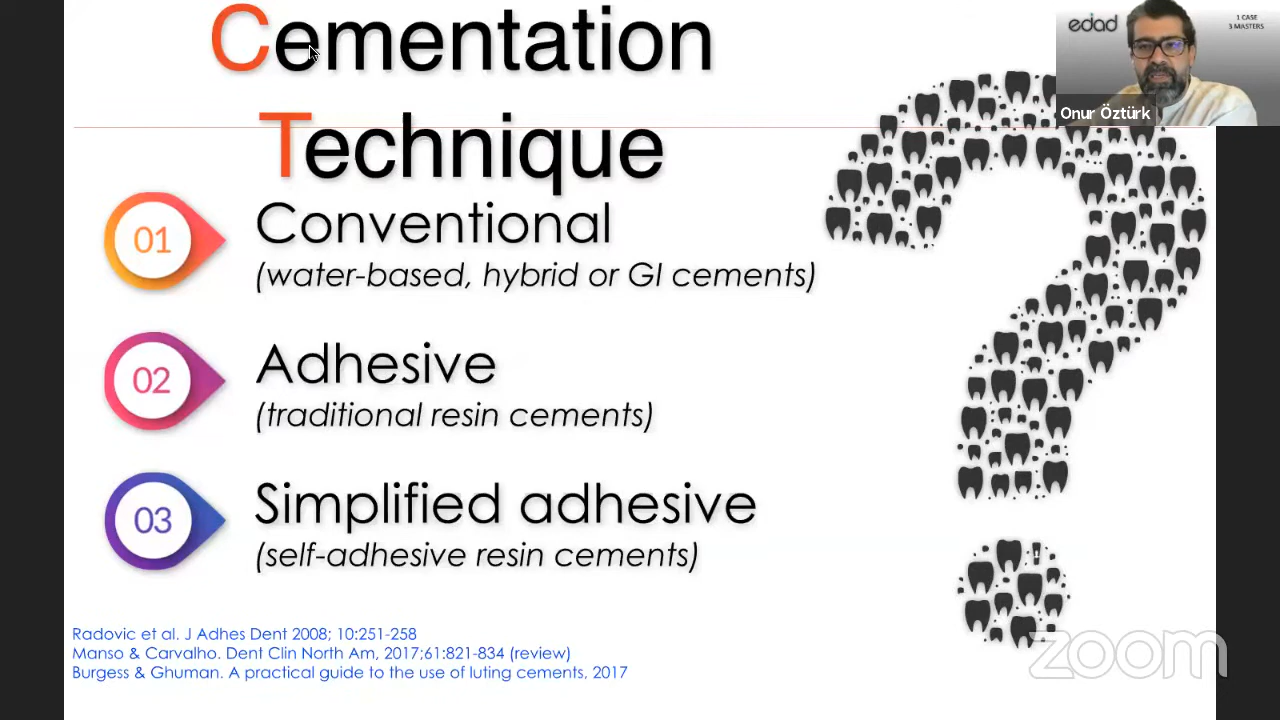 Cementation
Technique
01
Conventional
(water-based, hybrid or GI cements)
02
Adhesive
(traditional resin cements)
03
Simplified adhesive
(self-adhesive resin cements)
Radovic et al. J Adhes Dent 2008; 10:251-258
Manso & Carvalho. Dent Clin North Am, 2017;61:821-834 (review)
Burgess & Ghuman. A practical guide to the use of luting cements, 2017
edad
1 CASE
3 MASTERS
Onur Öztürk
zoom